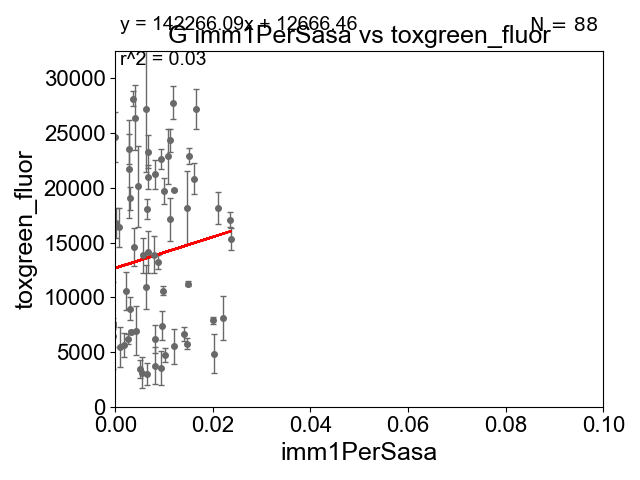 y = 142266.09x + 12666.46
N = 88
G imm1PerSasa vs toxgreen_fluor
r^2 = 0.03
30000
25000
20000
15000
10000
5000
0
toxgreen_fluor
0.00 0.02 0.04 0.06 0.08 0.10
imm1PerSasa